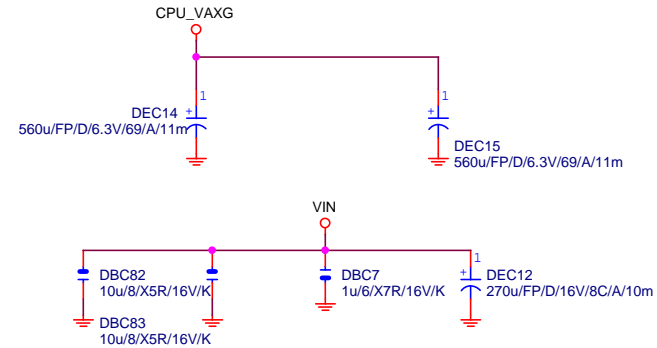 CPU_VAXG
1
1
+
+
DEC14
560u/FP/D/6.3V/69/A/11m
DEC15
560u/FP/D/6.3V/69/A/11m
VIN
1
+
DBC82
10u/8/X5R/16V/K
DBC7
1u/6/X7R/16V/K
DEC12
270u/FP/D/16V/8C/A/10m
DBC83
10u/8/X5R/16V/K